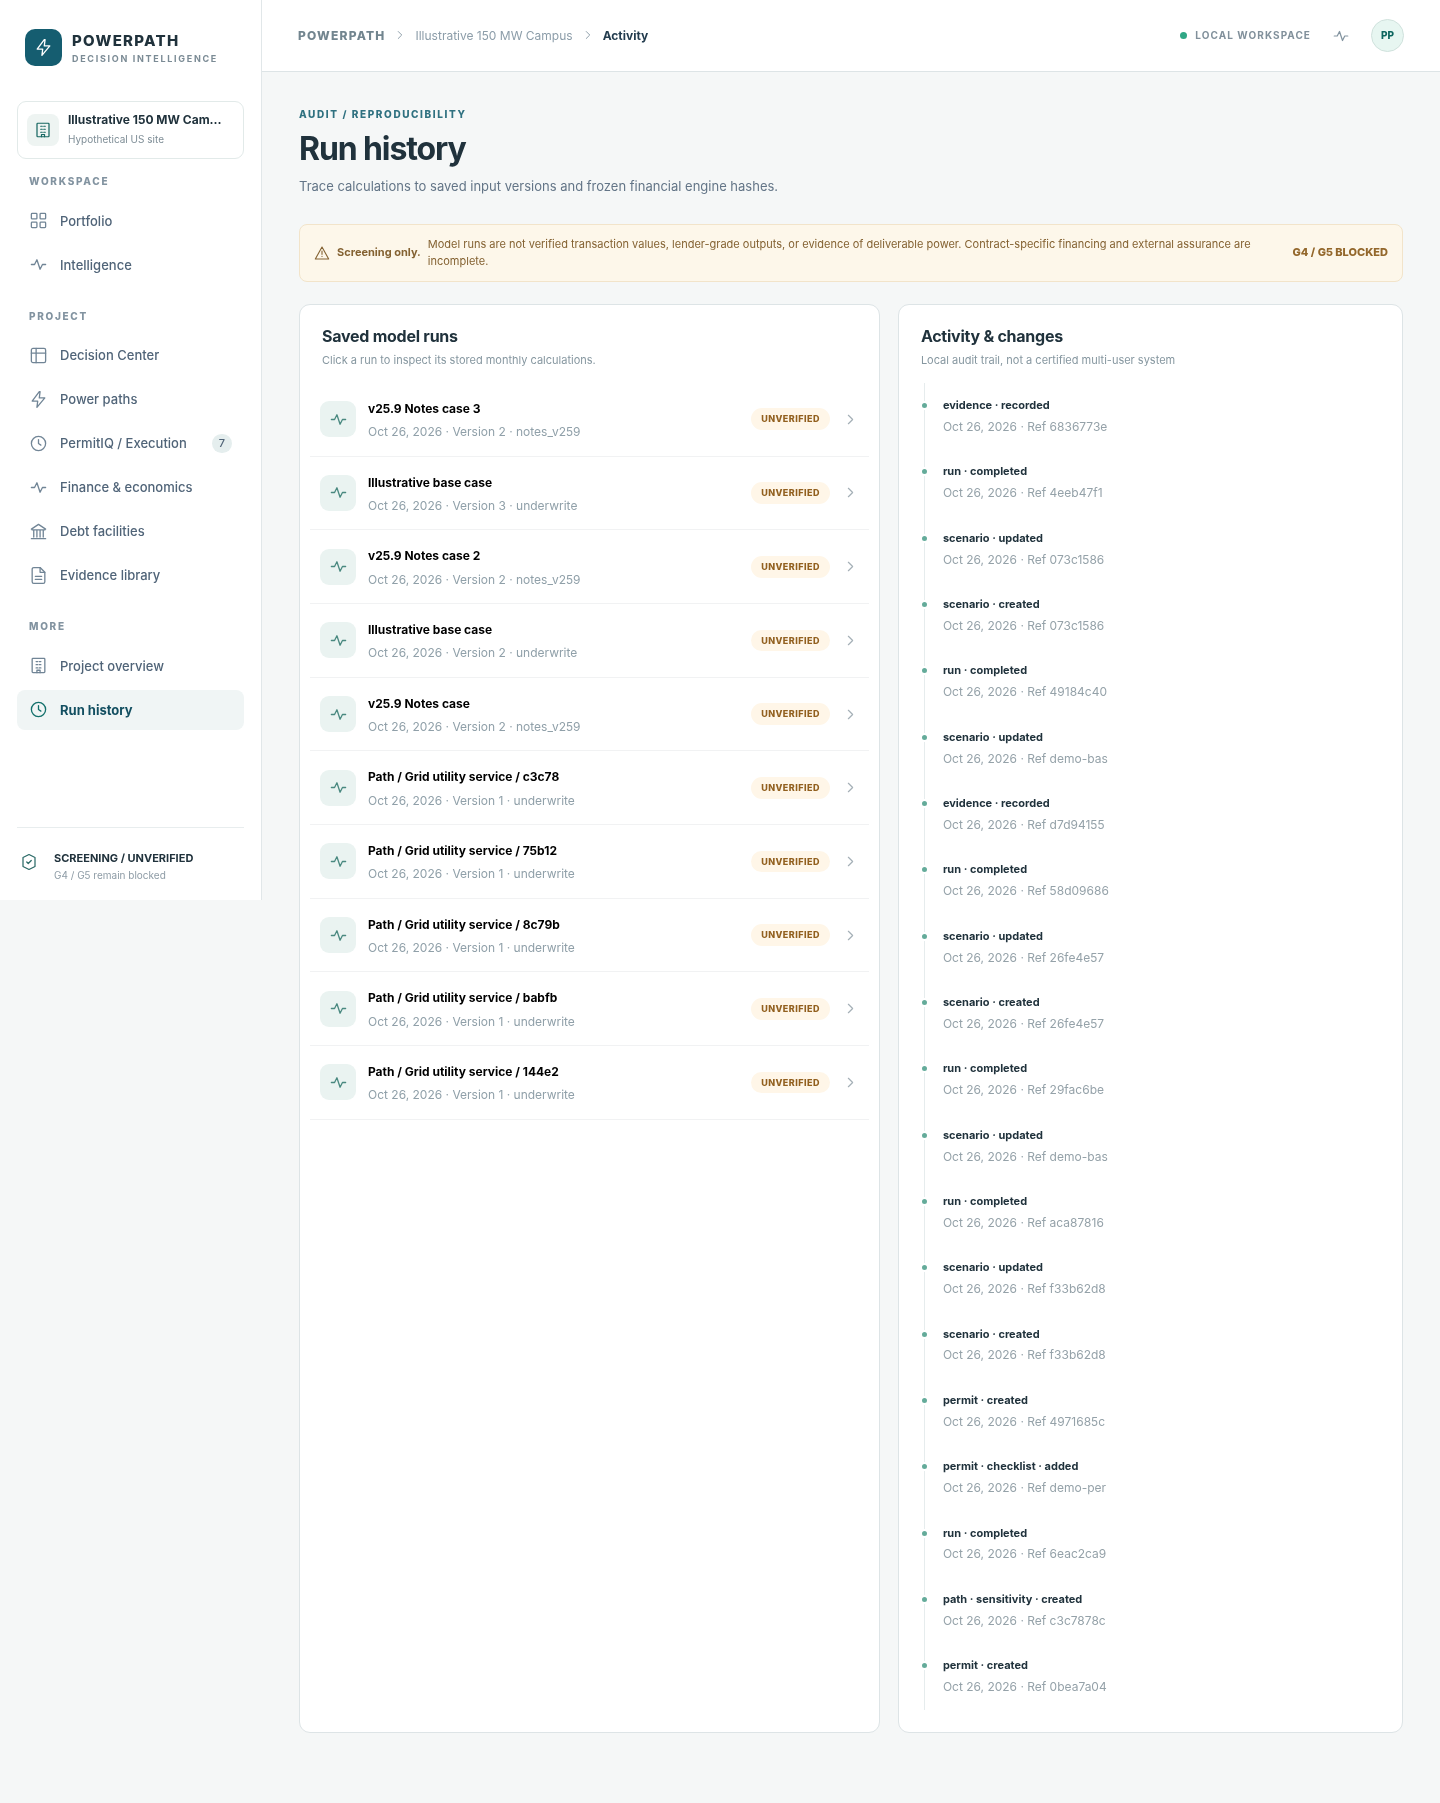 POWERPATH
DECISION INTELLIGENCE
Illustrative 150 MW Cam...
Hypothetical US site
WORKSPACE
Portfolio
Intelligence
PROJECT
Decision Center
Power paths
PermitIQ / Execution 7
Finance & economics
Debt facilities
Evidence library
MORE
Project overview
Run history
SCREENING / UNVERIFIED
G4 / G5 remain blocked
POWERPATH > Illustrative 150 MW Campus > Activity
LOCAL WORKSPACE
PP
AUDIT / REPRODUCIBILITY
Run history
Trace calculations to saved input versions and frozen financial engine hashes.
Screening only. Model runs are not verified transaction values, lender-grade outputs, or evidence of deliverable power. Contract-specific financing and external assurance are
incomplete.
G4 / G5 BLOCKED
Saved model runs
Click a run to inspect its stored monthly calculations.
v25.9 Notes case 3
Oct 26, 2026 · Version 2 · notes_v259
UNVERIFIED
Illustrative base case
Oct 26, 2026 · Version 3 · underwrite
UNVERIFIED
v25.9 Notes case 2
Oct 26, 2026 · Version 2 · notes_v259
UNVERIFIED
Illustrative base case
Oct 26, 2026 · Version 2 · underwrite
UNVERIFIED
v25.9 Notes case
Oct 26, 2026 · Version 2 · notes_v259
UNVERIFIED
Path / Grid utility service / c3c78
Oct 26, 2026 · Version 1 · underwrite
UNVERIFIED
Path / Grid utility service / 75b12
Oct 26, 2026 · Version 1 · underwrite
UNVERIFIED
Path / Grid utility service / 8c79b
Oct 26, 2026 · Version 1 · underwrite
UNVERIFIED
Path / Grid utility service / babfb
Oct 26, 2026 · Version 1 · underwrite
UNVERIFIED
Path / Grid utility service / 144e2
Oct 26, 2026 · Version 1 · underwrite
UNVERIFIED
Activity & changes
Local audit trail, not a certified multi-user system
evidence · recorded
Oct 26, 2026 · Ref 6836773e
run · completed
Oct 26, 2026 · Ref 4eeb47f1
scenario · updated
Oct 26, 2026 · Ref 073c1586
scenario · created
Oct 26, 2026 · Ref 073c1586
run · completed
Oct 26, 2026 · Ref 49184c40
scenario · updated
Oct 26, 2026 · Ref demo-bas
evidence · recorded
Oct 26, 2026 · Ref d7d94155
run · completed
Oct 26, 2026 · Ref 58d09686
scenario · updated
Oct 26, 2026 · Ref 26fe4e57
scenario · created
Oct 26, 2026 · Ref 26fe4e57
run · completed
Oct 26, 2026 · Ref 29fac6be
scenario · updated
Oct 26, 2026 · Ref demo-bas
run · completed
Oct 26, 2026 · Ref aca87816
scenario · updated
Oct 26, 2026 · Ref f33b62d8
scenario · created
Oct 26, 2026 · Ref f33b62d8
permit · created
Oct 26, 2026 · Ref 4971685c
permit · checklist · added
Oct 26, 2026 · Ref demo-per
run · completed
Oct 26, 2026 · Ref 6eac2ca9
path · sensitivity · created
Oct 26, 2026 · Ref c3c7878c
permit · created
Oct 26, 2026 · Ref 0bea7a04